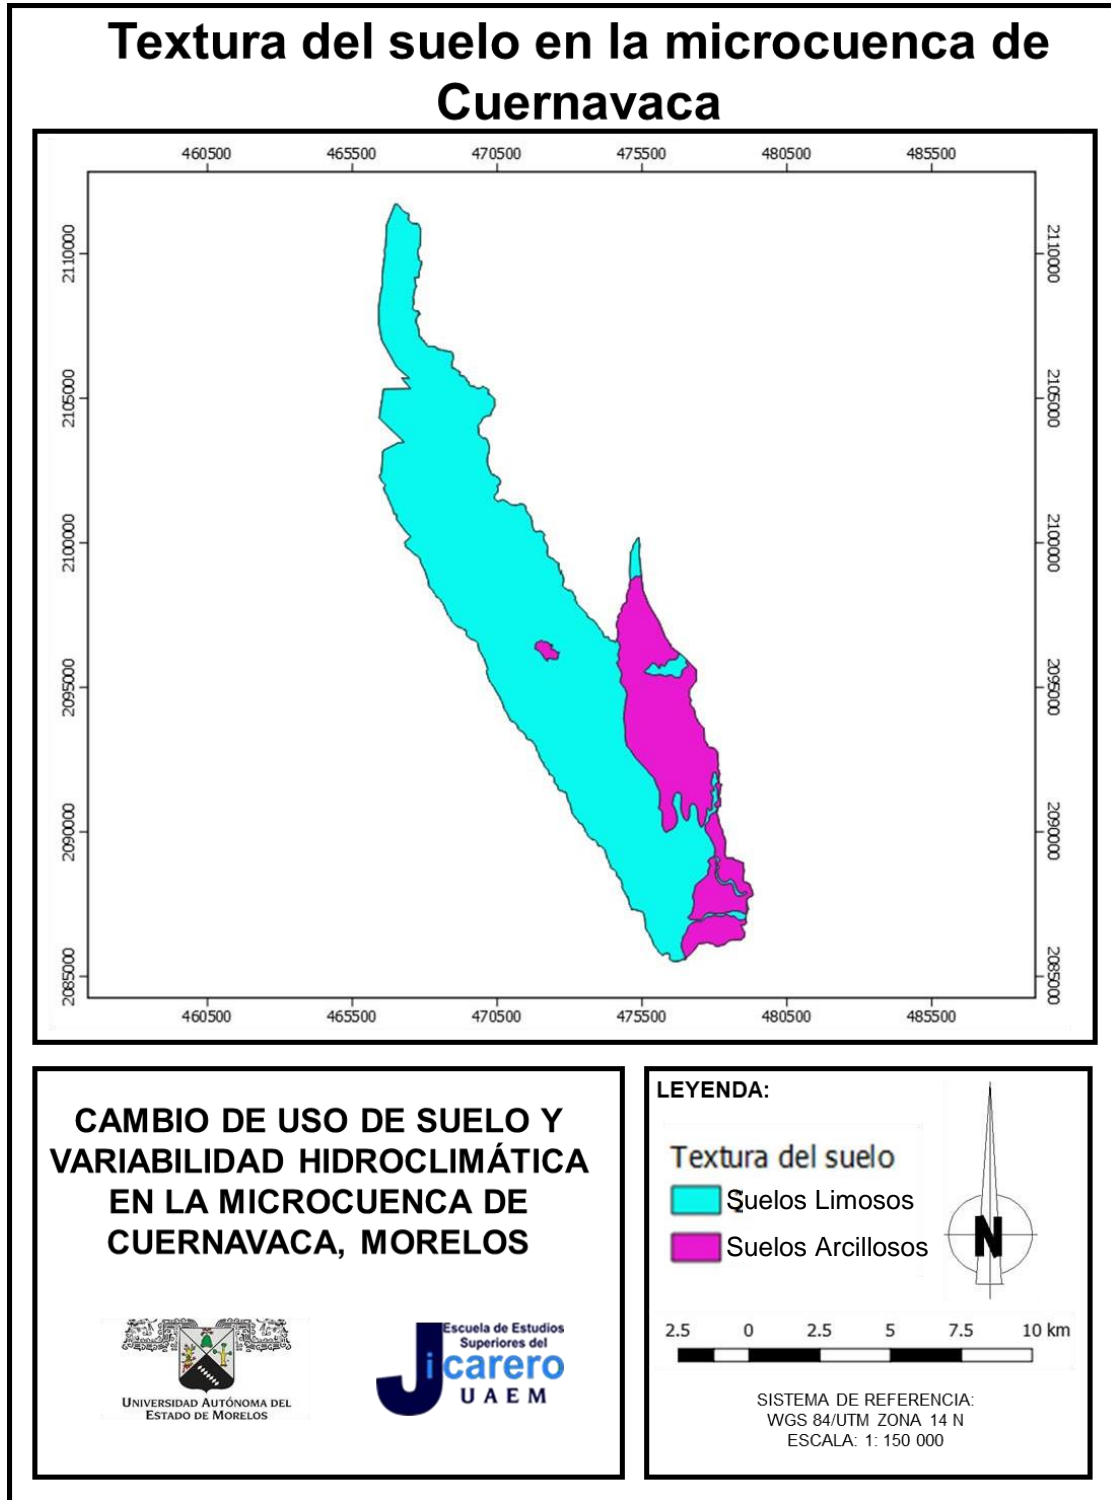 Textura del suelo en la microcuenca de
Cuernavaca
460500 465500 470500 475500 480500 485500
2110000 2110000
2105000 2105000
2100000 2100000
2095000 2095000
2090000 2090000
2085000 2085000
460500 465500 470500 475500 480500 485500
CAMBIO DE USO DE SUELO Y
VARIABILIDAD HIDROCLIMÁTICA
EN LA MICROCUENCA DE
CUERNAVACA, MORELOS
UNIVERSIDAD AUTÓNOMA DEL
ESTADO DE MORELOS
Escuela de Estudios
Superiores del
Jicarero
UAEM
LEYENDA:
Textura del suelo
Suelos Limosos
Suelos Arcillosos
N
2.5 0 2.5 5 7.5 10 km
SISTEMA DE REFERENCIA:
WGS 84/UTM ZONA 14 N
ESCALA: 1: 150 000